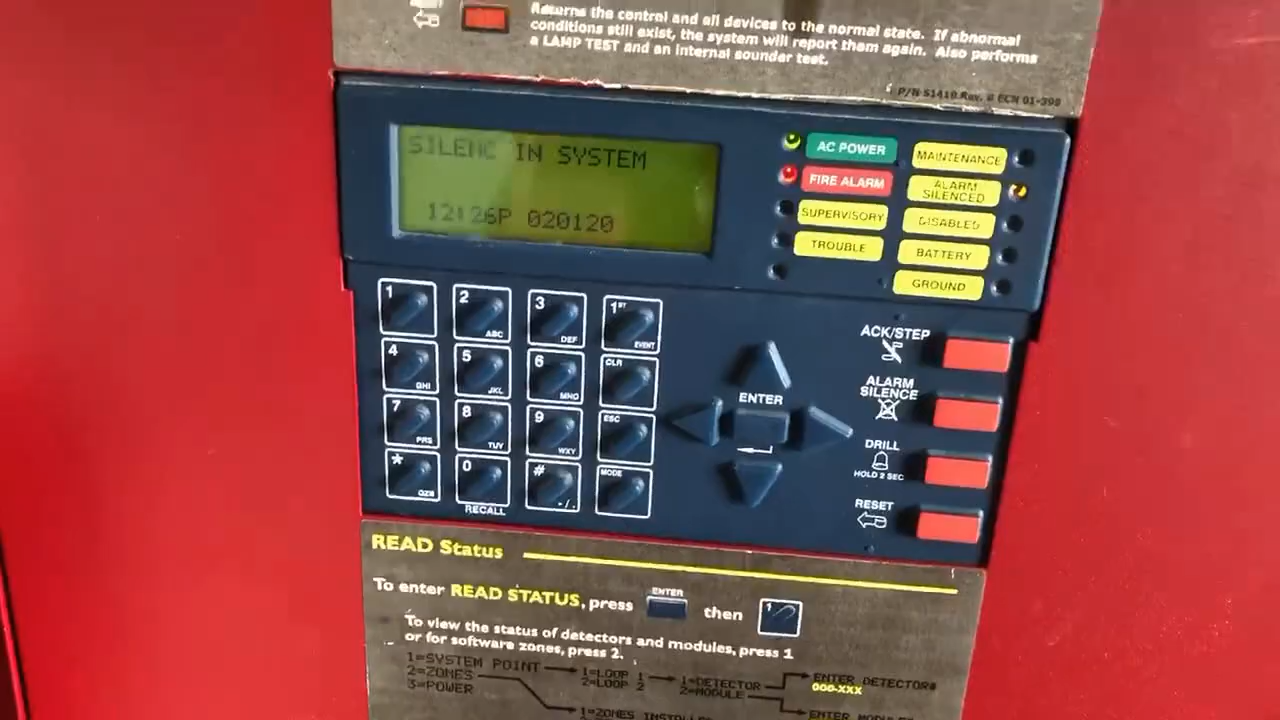 Returns the control and all devices to the normal state. If abnormal
conditions still exist, the system will report them again. Also performs
a LAMP TEST and an internal sounder test.
P/N 51410 Rev. ECN 01-398
SILENC IN SYSTEM
12:26P 020120
AC POWER
FIRE ALARM
SUPERVISORY
TROUBLE
MAINTENANCE
ALARM
SILENCED
DISABLED
BATTERY
GROUND
1 2 ABC 3 DEF 1ST EVENT
4 GHI 5 JKL 6 MNO CLR
7 PRS 8 TUV 9 WXY ESC
* QZ 0 # MODE
RECALL
ENTER
ACK/STEP
ALARM
SILENCE
DRILL
HOLD 2 SEC
RESET
READ Status
To enter READ STATUS, press ENTER then 1
To view the status of detectors and modules, press 1
or for software zones, press 2.
1=SYSTEM POINT 1=LOOP 1 1=DETECTOR ENTER DETECTOR#
2=ZONES 2=LOOP 2 2=MODULE 000-XXX
3=POWER ENTER MODULE#
1=ZONES